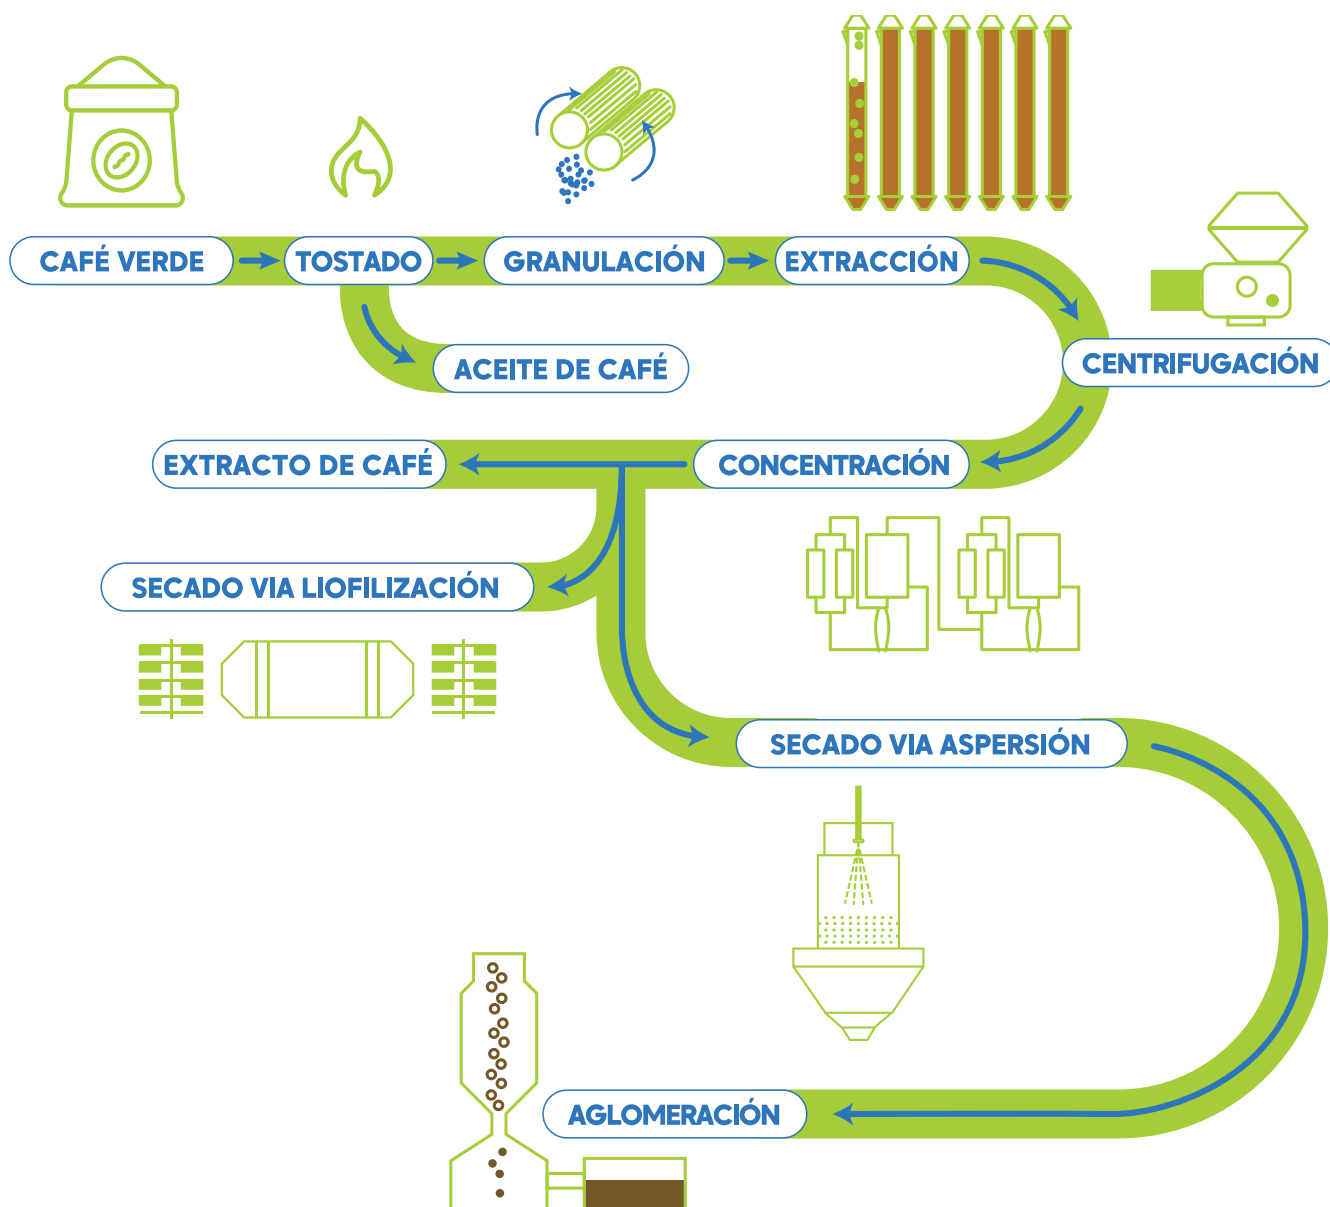 CAFÉ VERDE
TOSTADO
GRANULACIÓN
EXTRACCIÓN
CENTRIFUGACIÓN
ACEITE DE CAFÉ
CONCENTRACIÓN
EXTRACTO DE CAFÉ
SECADO VIA LIOFILIZACIÓN
SECADO VIA ASPERSIÓN
AGLOMERACIÓN